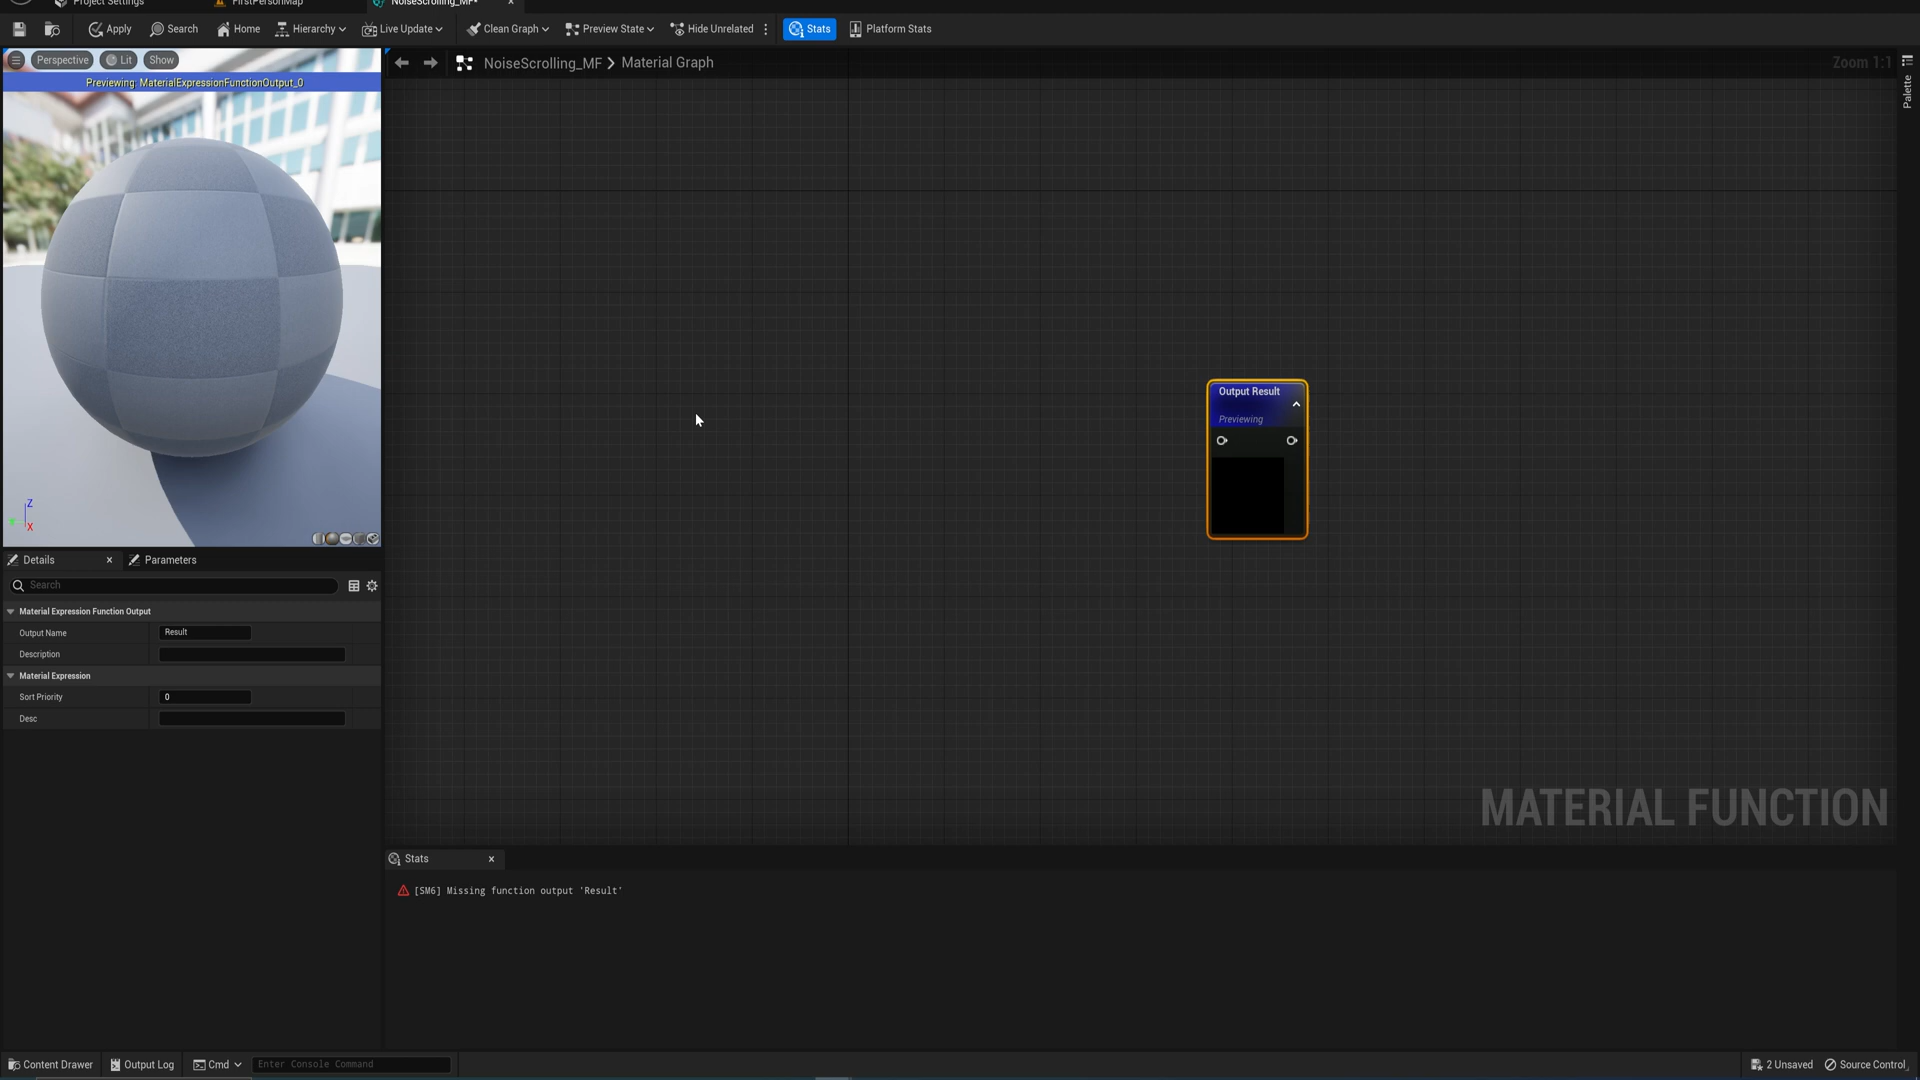 Project Settings
FirstPersonMap
NoiseScrolling_MF*
Apply
Search
Home
Hierarchy
Live Update
Clean Graph
Preview State
Hide Unrelated
Stats
Platform Stats
Perspective
Lit
Show
NoiseScrolling_MF > Material Graph
Zoom 1:1
Palette
Previewing: MaterialExpressionFunctionOutput_0
Output Result
Previewing
Z
X
Details
Parameters
Search
Material Expression Function Output
Output Name
Result
Description
Material Expression
Sort Priority
0
Desc
MATERIAL FUNCTION
Stats
[SM6] Missing function output 'Result'
Content Drawer
Output Log
Cmd
Enter Console Command
2 Unsaved
Source Control